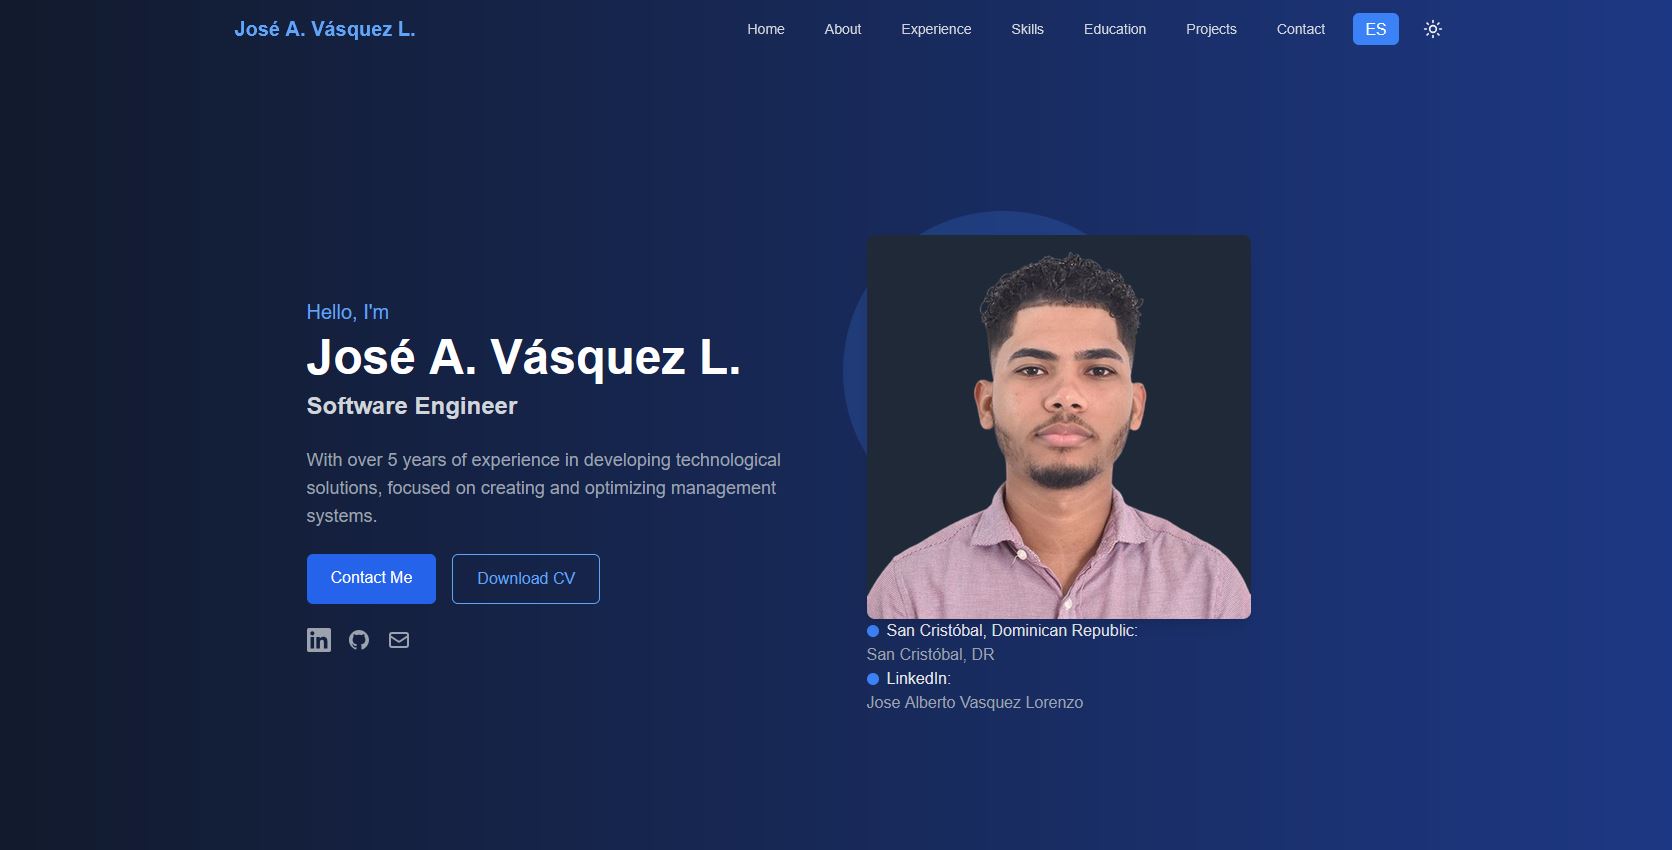 José A. Vásquez L.
Home About Experience Skills Education Projects Contact ES
Hello, I'm
José A. Vásquez L.
Software Engineer
With over 5 years of experience in developing technological
solutions, focused on creating and optimizing management
systems.
Contact Me Download CV
in
San Cristóbal, Dominican Republic:
San Cristóbal, DR
LinkedIn:
Jose Alberto Vasquez Lorenzo